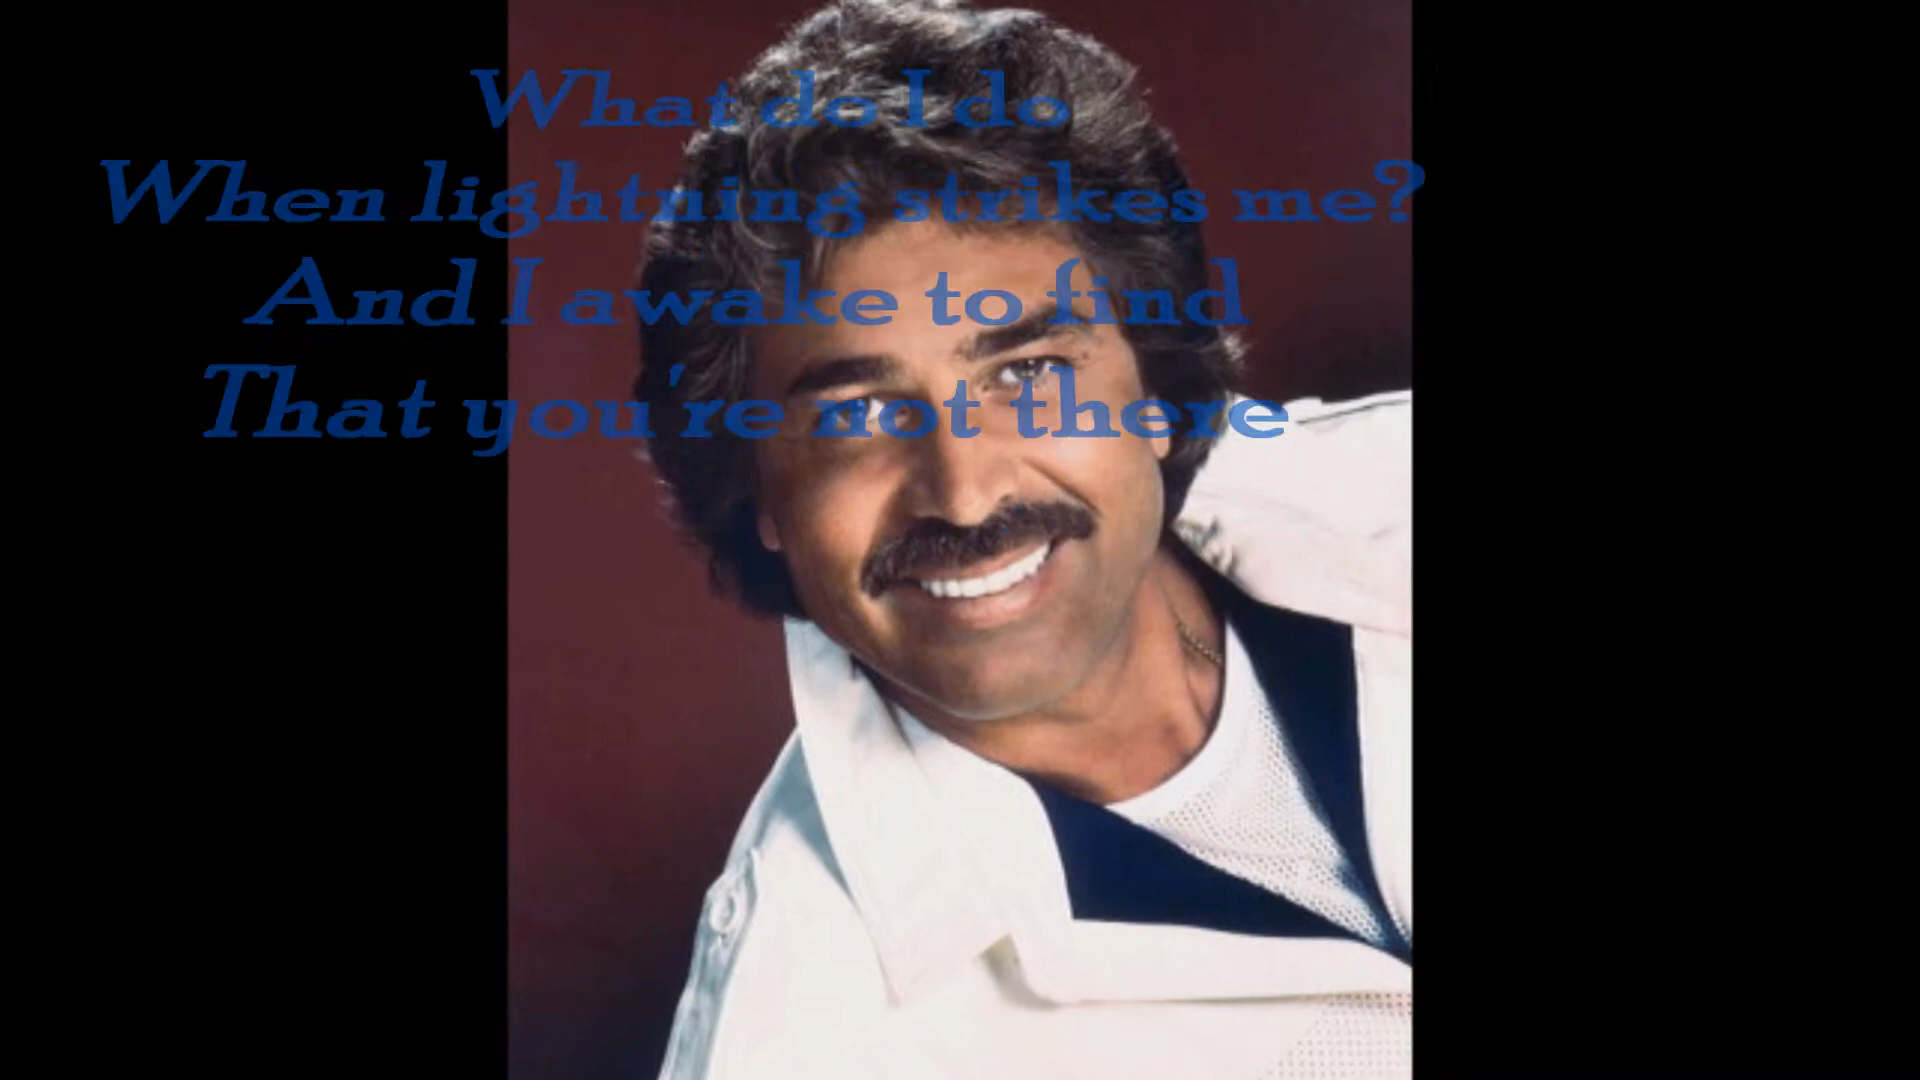 What do I do
When lightning strikes me?
And I awake to find
That you're not there